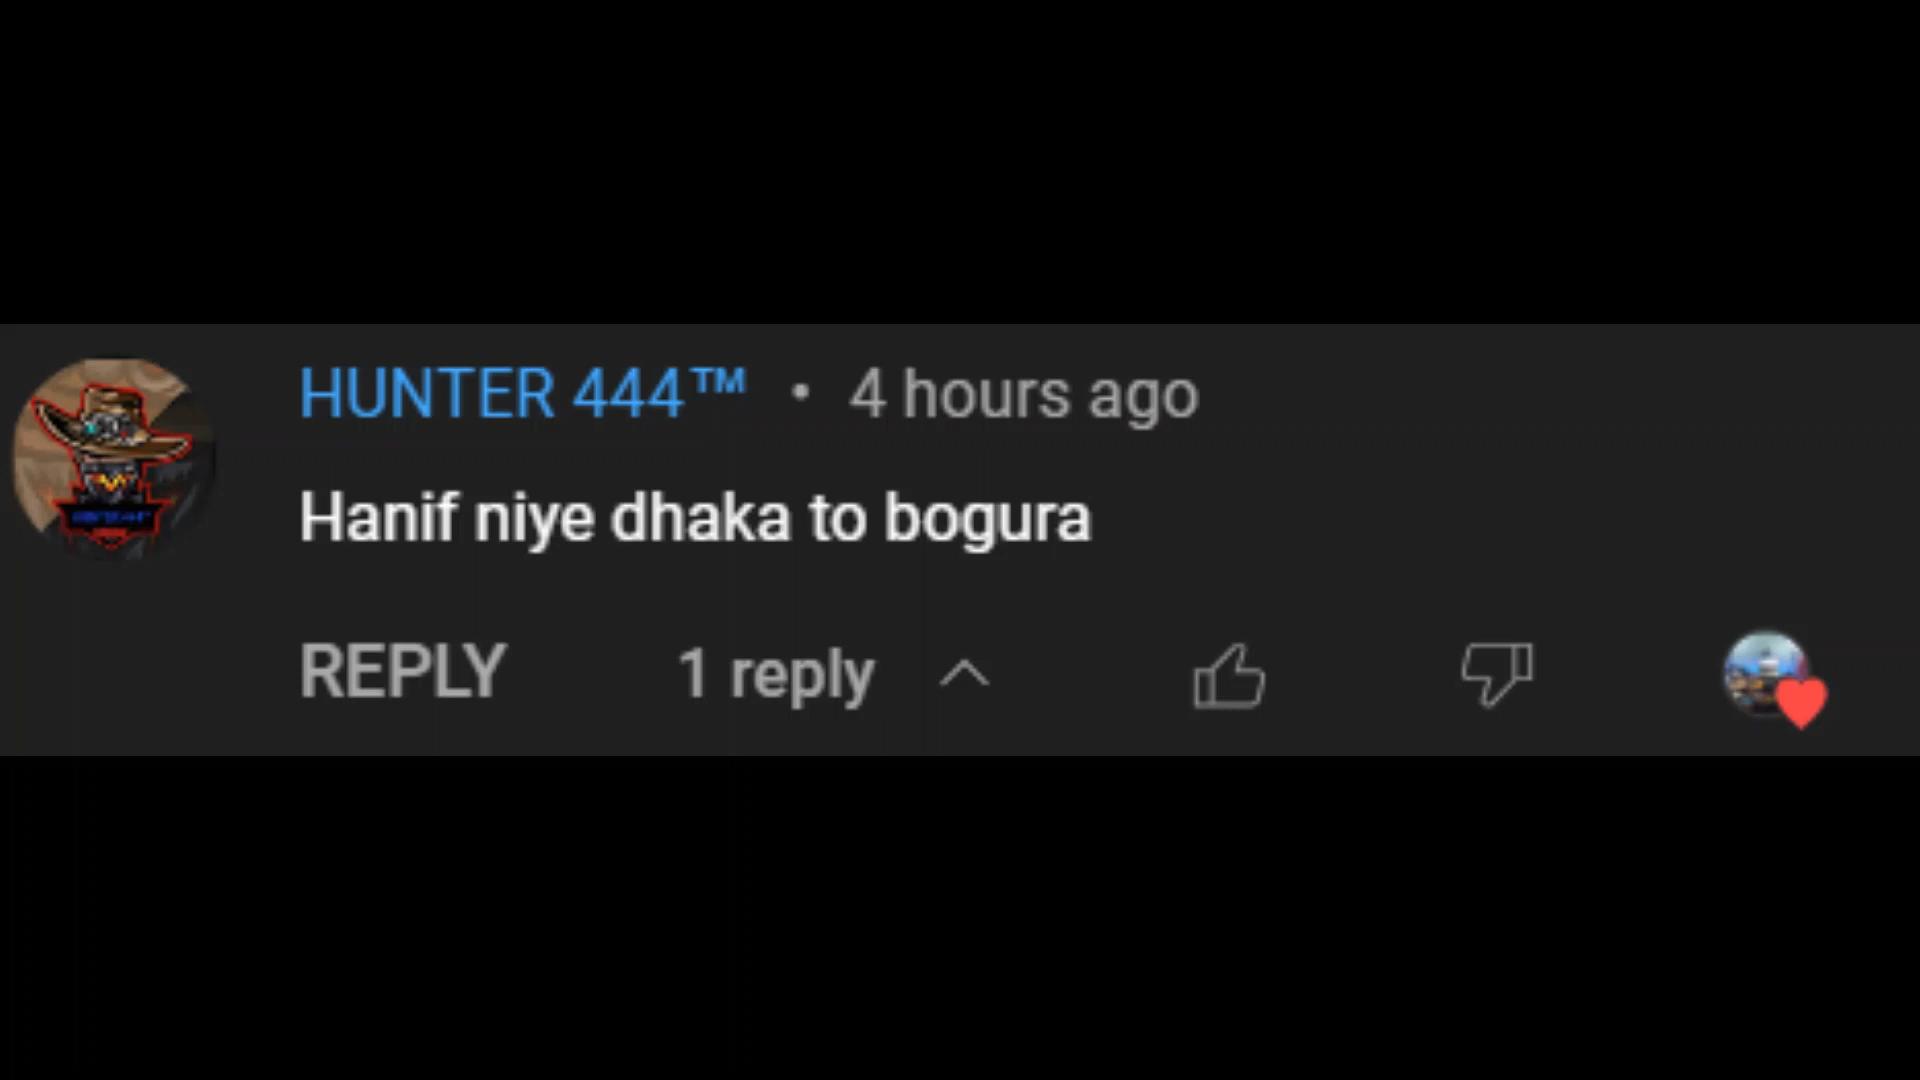 HUNTER 444™ • 4 hours ago
Hanif niye dhaka to bogura
REPLY 1 reply